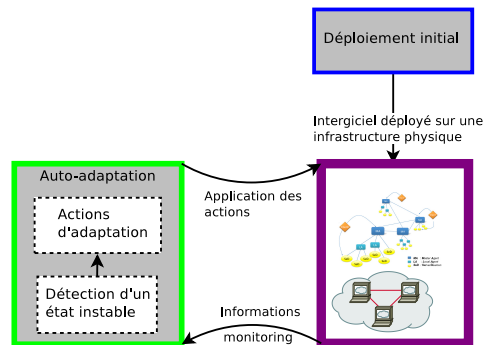 Déploiement initial
Intergiciel déployé sur une
infrastructure physique
Auto-adaptation
Actions
d'adaptation
Détection d'un
état instable
Application des
actions
Informations
monitoring